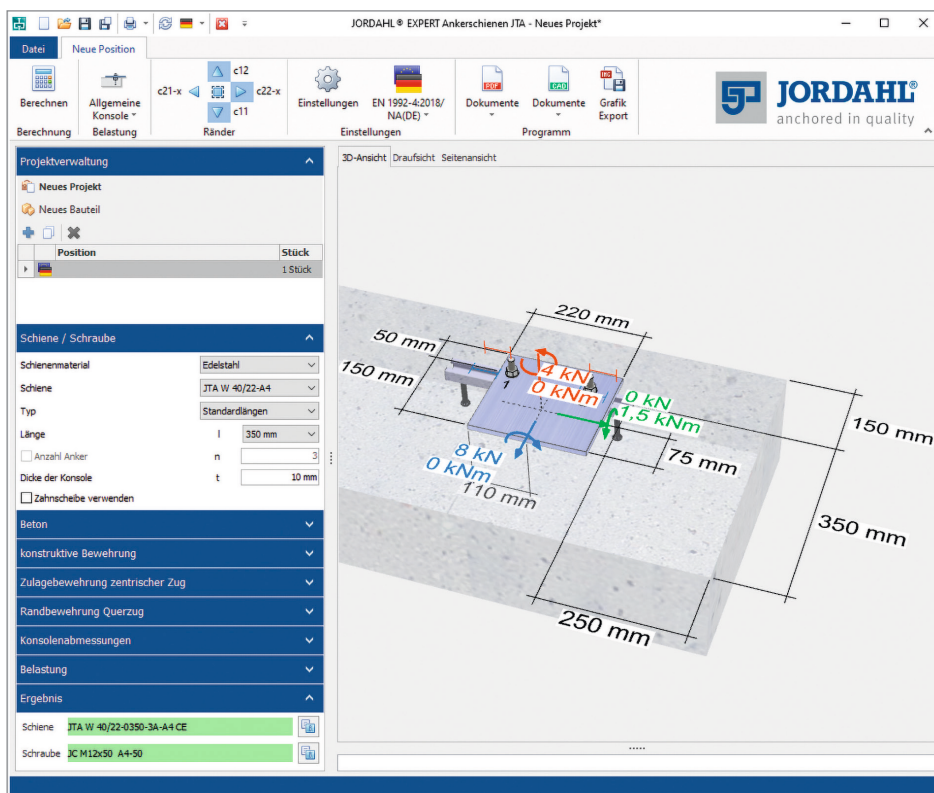 JORDAHL® EXPERT Ankerschienen JTA - Neues Projekt*
Datei Neue Position
c12
c21-x c22-x
c11
Berechnen Allgemeine Konsole Einstellungen EN 1992-4:2018/ NA(DE) Dokumente Dokumente Grafik Export
PDF CAD
Berechnung Belastung Ränder Einstellungen Programm
JORDAHL®
anchored in quality
Projektverwaltung
Neues Projekt
Neues Bauteil
Position Stück
1 Stück
Schiene / Schraube
Schienenmaterial Edelstahl
Schiene JTA W 40/22-A4
Typ Standardlängen
Länge l 350 mm
Anzahl Anker n 3
Dicke der Konsole t 10 mm
Zahnscheibe verwenden
Beton
konstruktive Bewehrung
Zulagebewehrung zentrischer Zug
Randbewehrung Querzug
Konsolenabmessungen
Belastung
Ergebnis
Schiene JTA W 40/22-0350-3A-A4 CE
Schraube JC M12x50 A4-50
3D-Ansicht Draufsicht Seitenansicht
220 mm
50 mm
150 mm
1
4 kN
0 kNm
0 kN
1,5 kNm
8 kN
0 kNm
110 mm
75 mm
150 mm
350 mm
250 mm